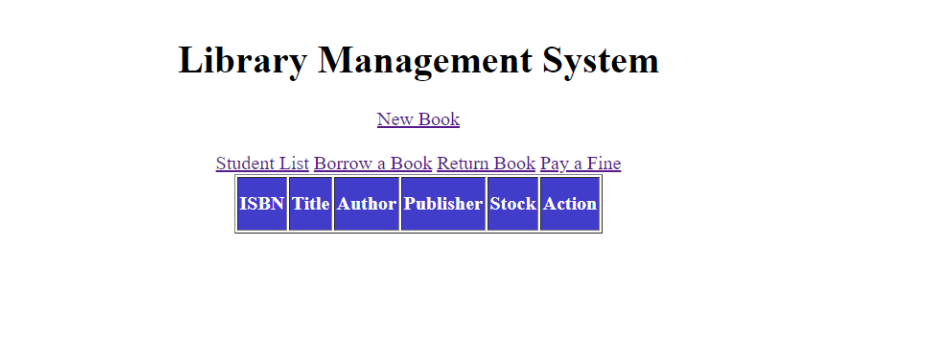 Library Management System
New Book
Student List Borrow a Book Return Book Pay a Fine
ISBN Title Author Publisher Stock Action